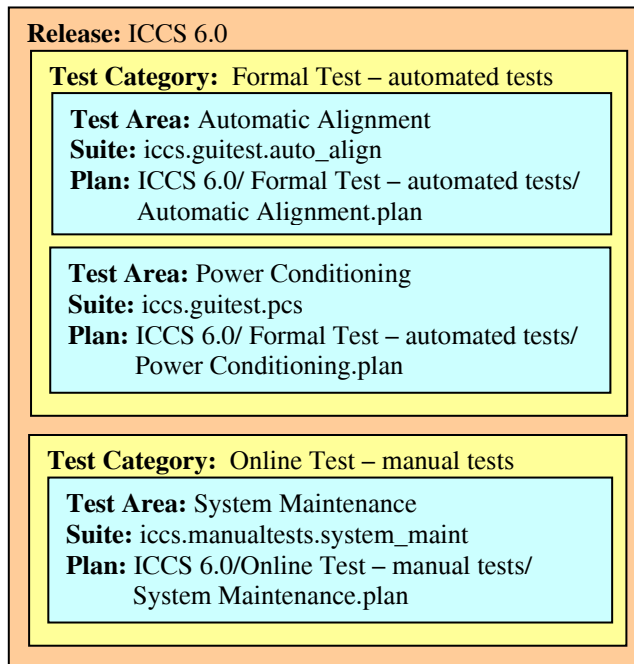 Release: ICCS 6.0
Test Category: Formal Test – automated tests
Test Area: Automatic Alignment
Suite: iccs.guitest.auto_align
Plan: ICCS 6.0/ Formal Test – automated tests/
Automatic Alignment.plan
Test Area: Power Conditioning
Suite: iccs.guitest.pcs
Plan: ICCS 6.0/ Formal Test – automated tests/
Power Conditioning.plan
Test Category: Online Test – manual tests
Test Area: System Maintenance
Suite: iccs.manualtests.system_maint
Plan: ICCS 6.0/Online Test – manual tests/
System Maintenance.plan